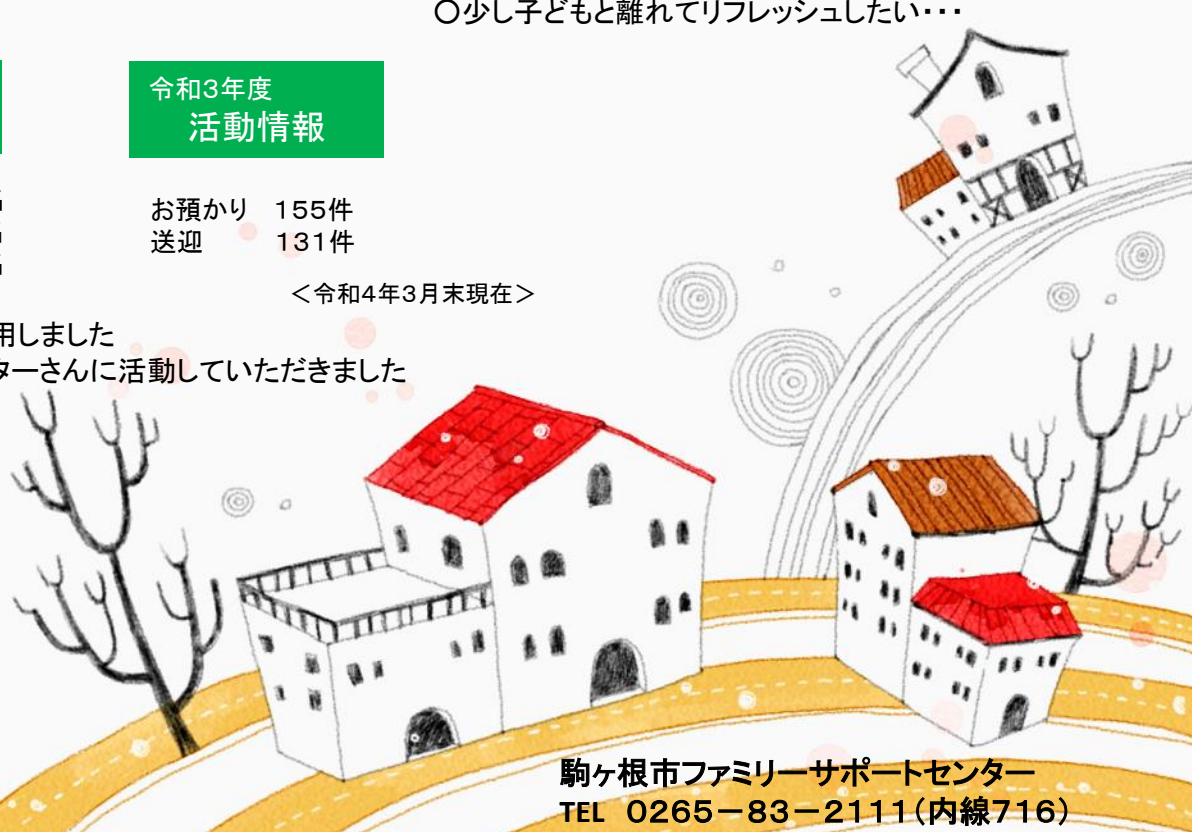 〇少し子どもと離れてリフレッシュしたい・・・
令和3年度
活動情報
お預かり　155件
送迎　　　131件
＜令和4年3月末現在＞
用しました
ターさんに活動していただきました
駒ヶ根市ファミリーサポートセンター
TEL　0265－83－2111（内線716）